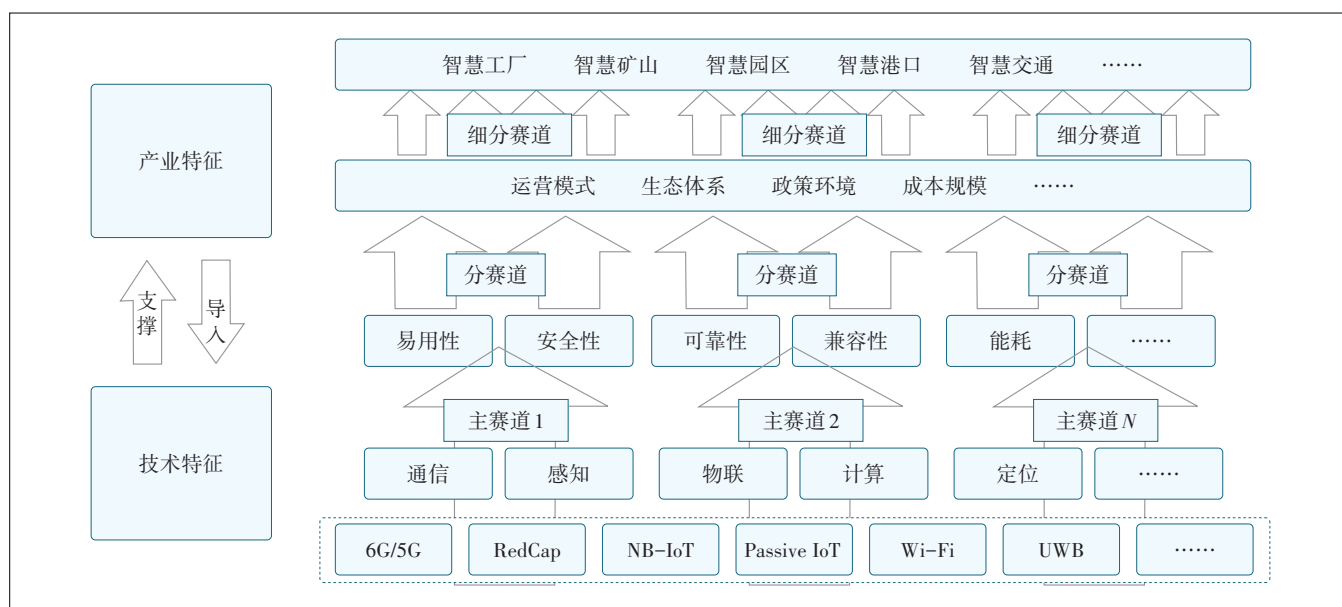 智慧工厂 智慧矿山 智慧园区 智慧港口 智慧交通 ……
细分赛道 细分赛道 细分赛道
产业特征
运营模式 生态体系 政策环境 成本规模 ……
分赛道 分赛道 分赛道
支撑
导入
易用性 安全性 可靠性 兼容性 能耗 ……
主赛道1 主赛道2 主赛道N
技术特征
通信 感知 物联 计算 定位 ……
6G/5G RedCap NB-IoT Passive IoT Wi-Fi UWB ……